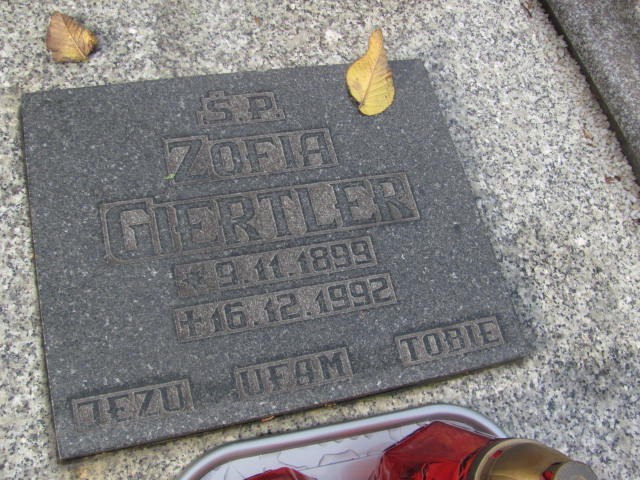 Ś.P.
ZOFIA
GIERTLER
* 9.11.1899
+ 16.12.1992
JEZU UFAM TOBIE